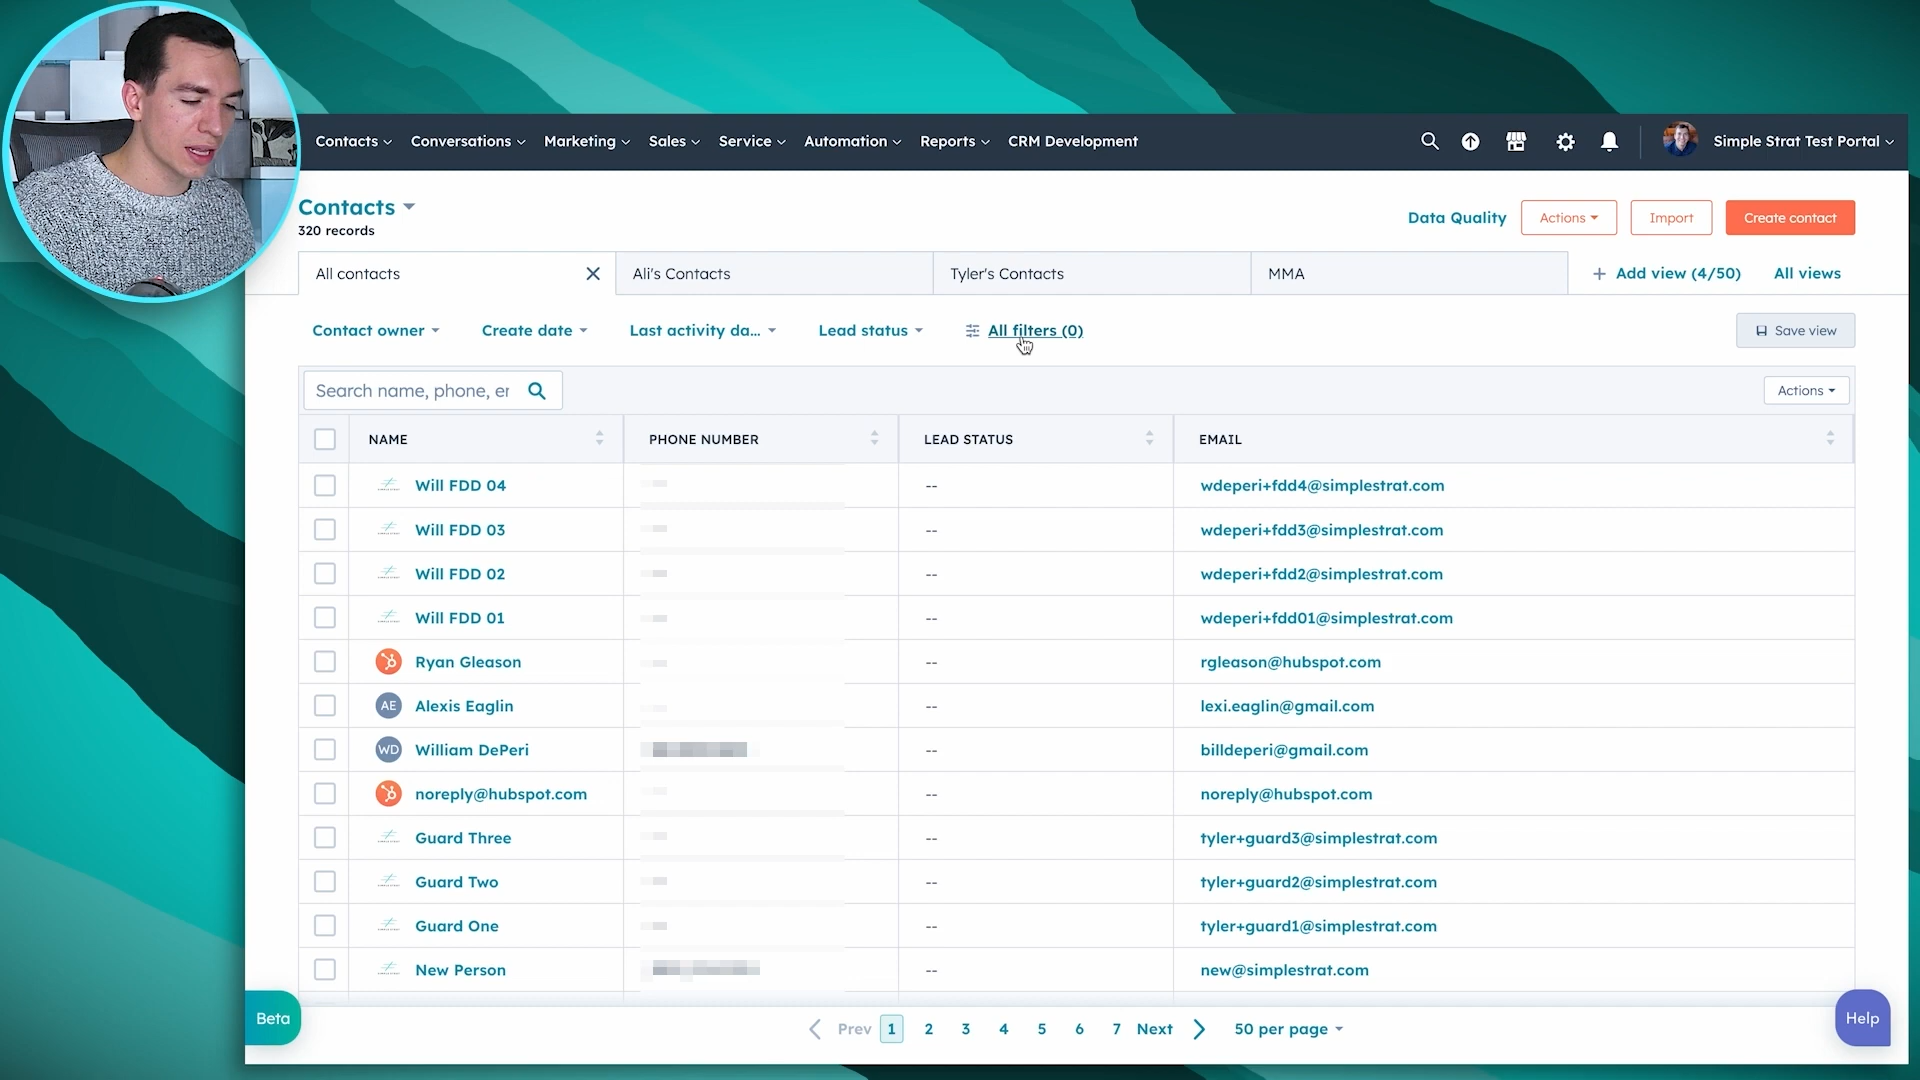 Contacts Conversations Marketing Sales Service Automation Reports CRM Development Simple Strat Test Portal
Contacts
320 records
Data Quality Actions Import Create contact
All contacts Ali's Contacts Tyler's Contacts MMA + Add view (4/50) All views
Contact owner Create date Last activity da... Lead status All filters (0) Save view
Search name, phone, er Actions
NAME PHONE NUMBER LEAD STATUS EMAIL
Will FDD 04 -- wdeperi+fdd4@simplestrat.com
Will FDD 03 -- wdeperi+fdd3@simplestrat.com
Will FDD 02 -- wdeperi+fdd2@simplestrat.com
Will FDD 01 -- wdeperi+fdd01@simplestrat.com
Ryan Gleason -- rgleason@hubspot.com
AE Alexis Eaglin -- lexi.eaglin@gmail.com
WD William DePeri -- billdeperi@gmail.com
noreply@hubspot.com -- noreply@hubspot.com
Guard Three -- tyler+guard3@simplestrat.com
Guard Two -- tyler+guard2@simplestrat.com
Guard One -- tyler+guard1@simplestrat.com
New Person -- new@simplestrat.com
Beta
Prev 1 2 3 4 5 6 7 Next 50 per page
Help